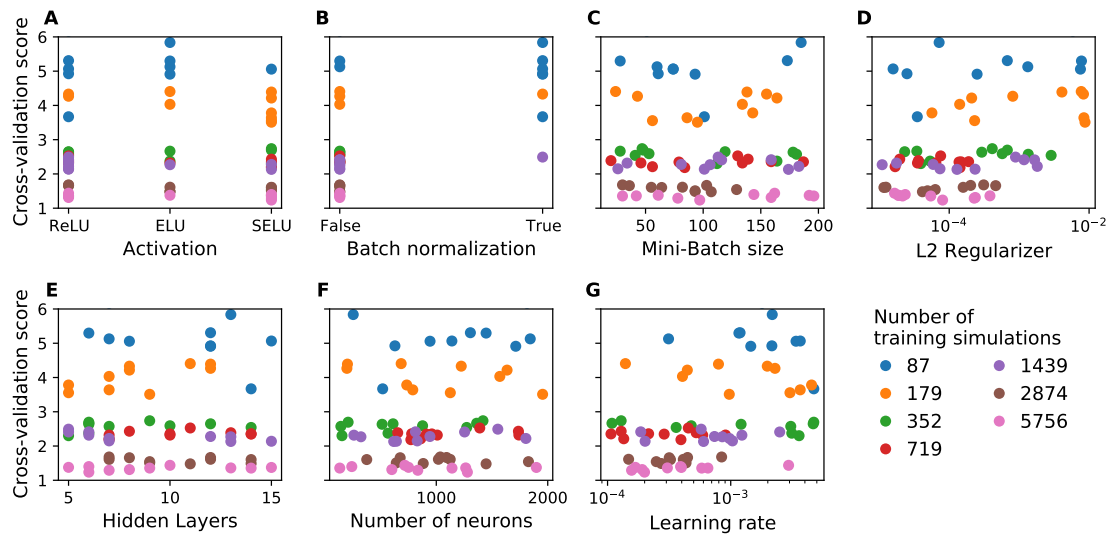 A
B
C
D
Cross-validation score
6
5
4
3
2
1
ReLU
ELU
SELU
Activation
False
True
Batch normalization
50
100
150
200
Mini-Batch size
10⁻⁴
10⁻²
L2 Regularizer
E
F
G
Cross-validation score
6
5
4
3
2
1
5
10
15
Hidden Layers
1000
2000
Number of neurons
10⁻⁴
10⁻³
Learning rate
Number of
training simulations
87
179
352
719
1439
2874
5756